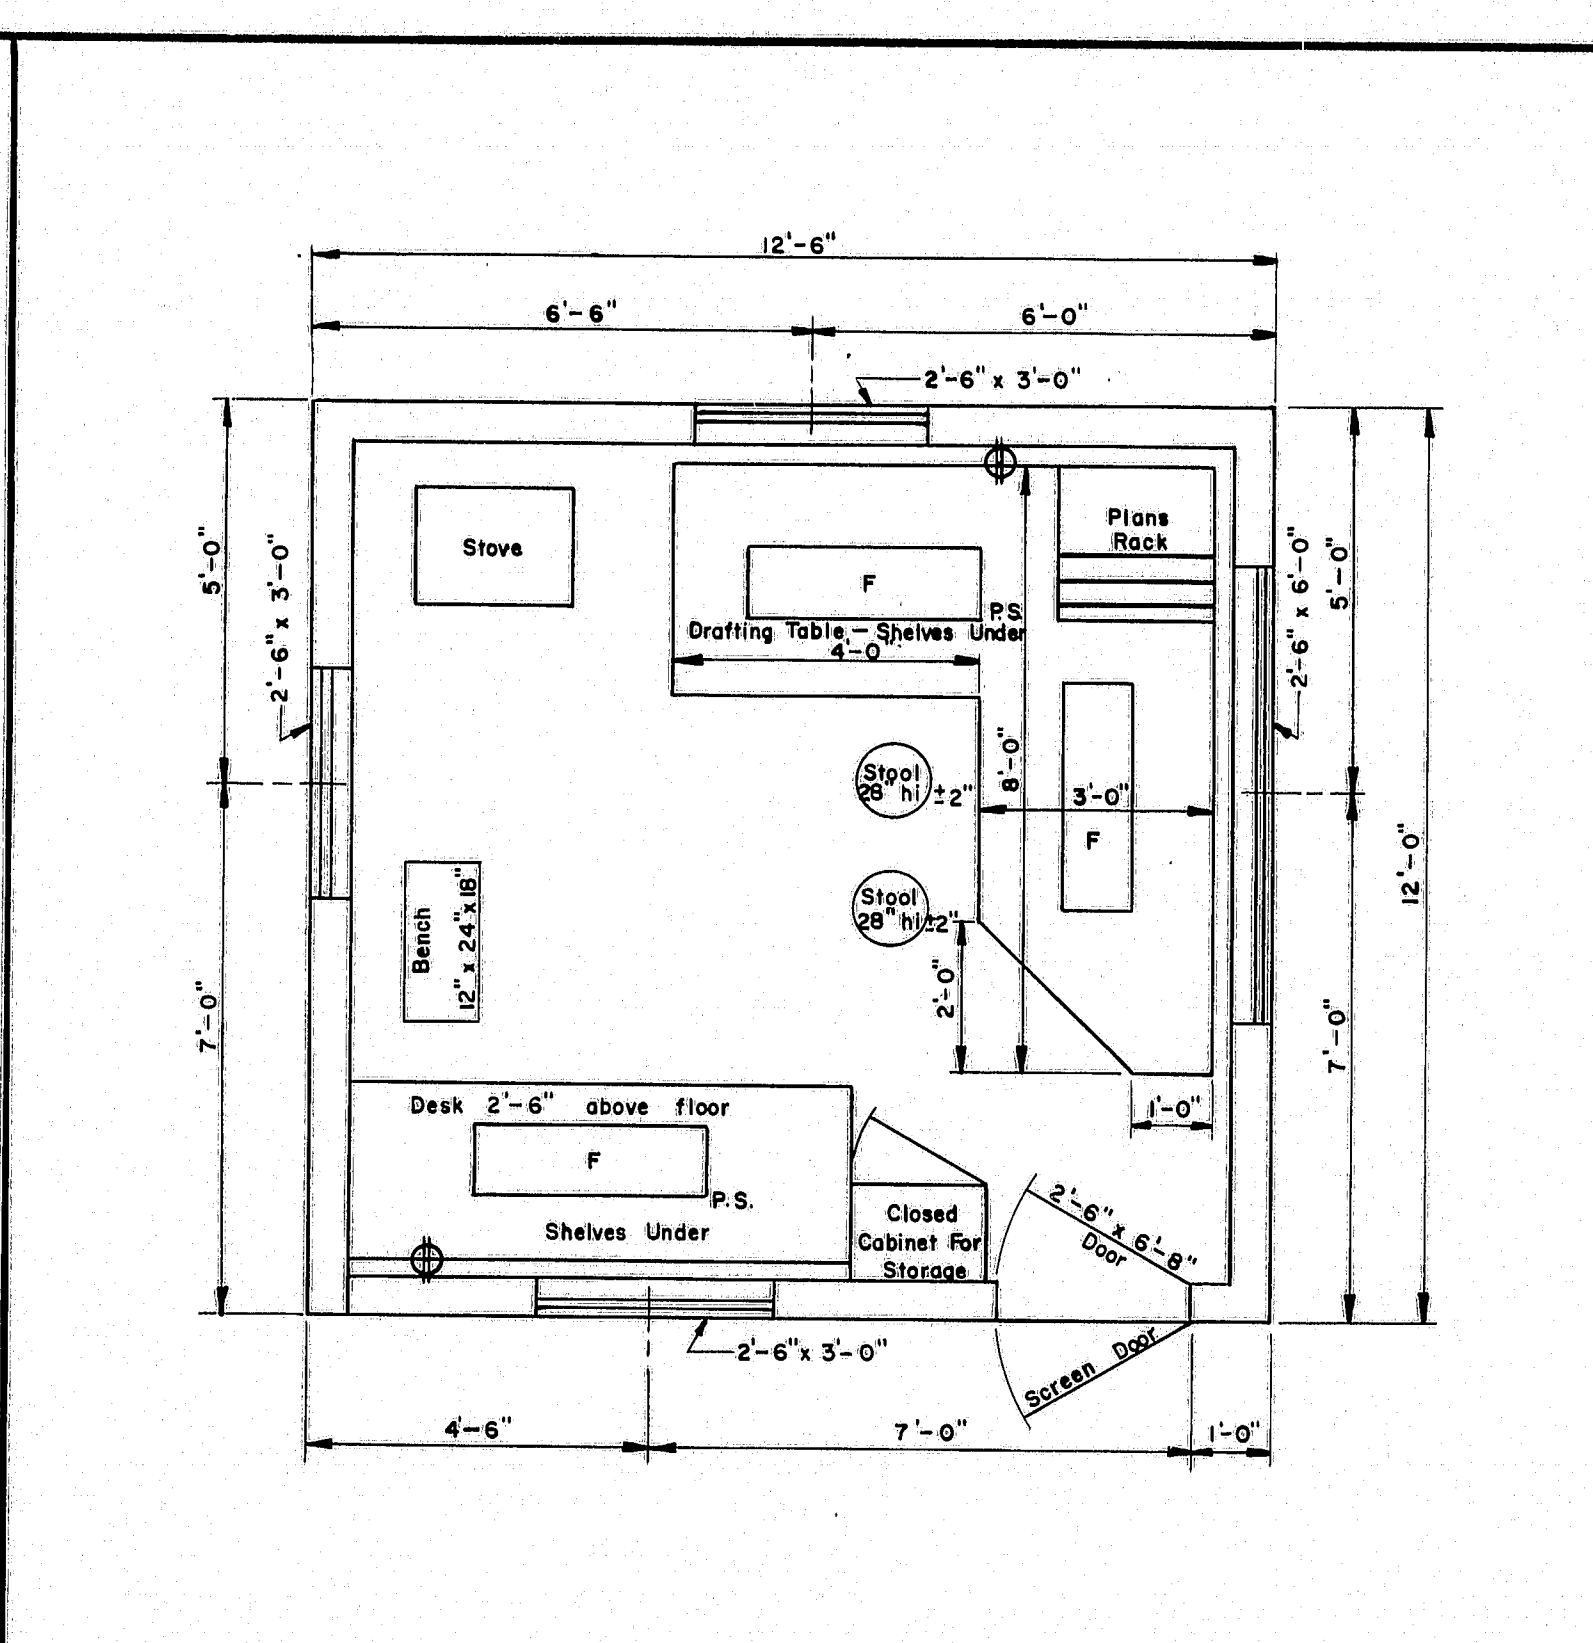 12'-6"
6'-6"
6'-0"
2'-6" x 3'-0"
5'-0"
2'-6" x 3'-0"
Stove
F
P.S.
Drafting Table – Shelves Under
4'-0"
Plans
Rack
2'-6" x 6'-0"
5'-0"
Stool
28" hi ±2"
8'-0"
3'-0"
F
12'-0"
Bench
12" x 24" x 18"
Stool
28" hi ±2"
2'-0"
7'-0"
7'-0"
1'-0"
Desk 2'-6" above floor
F
P.S.
Shelves Under
Closed
Cabinet For
Storage
2'-6" x 6'-8"
Door
Screen Door
2'-6" x 3'-0"
4'-6"
7'-0"
1'-0"